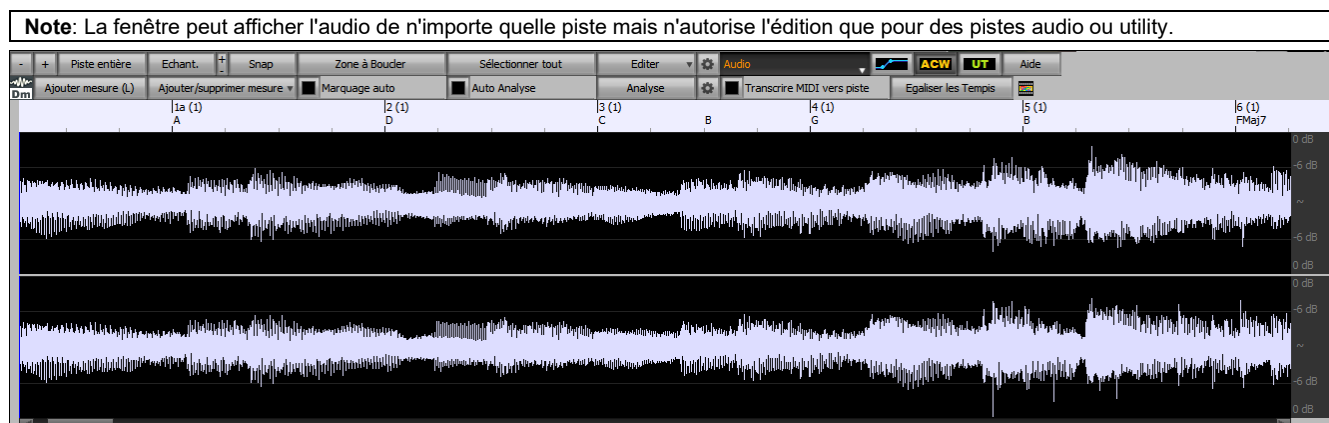 Note: La fenêtre peut afficher l'audio de n'importe quelle piste mais n'autorise l'édition que pour des pistes audio ou utility.
- + Piste entière Echant. + - Snap Zone à Boucler Sélectionner tout Editer Audio ACW UT Aide
Dm Ajouter mesure (L) Ajouter/supprimer mesure Marquage auto Auto Analyse Analyse Transcrire MIDI vers piste Egaliser les Tempis
1a (1) 2 (1) 3 (1) 4 (1) 5 (1) 6 (1)
A D C B G B FMaj7
0 dB
-6 dB
~
-6 dB
0 dB
0 dB
-6 dB
~
-6 dB
0 dB